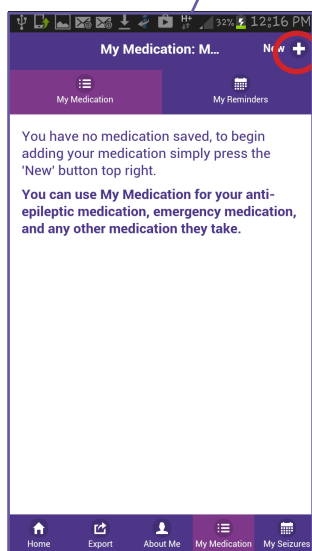 H+ 32% 12:16 PM
My Medication: M... New
My Medication My Reminders
You have no medication saved, to begin
adding your medication simply press the
'New' button top right.
You can use My Medication for your anti-
epileptic medication, emergency medication,
and any other medication they take.
Home Export About Me My Medication My Seizures